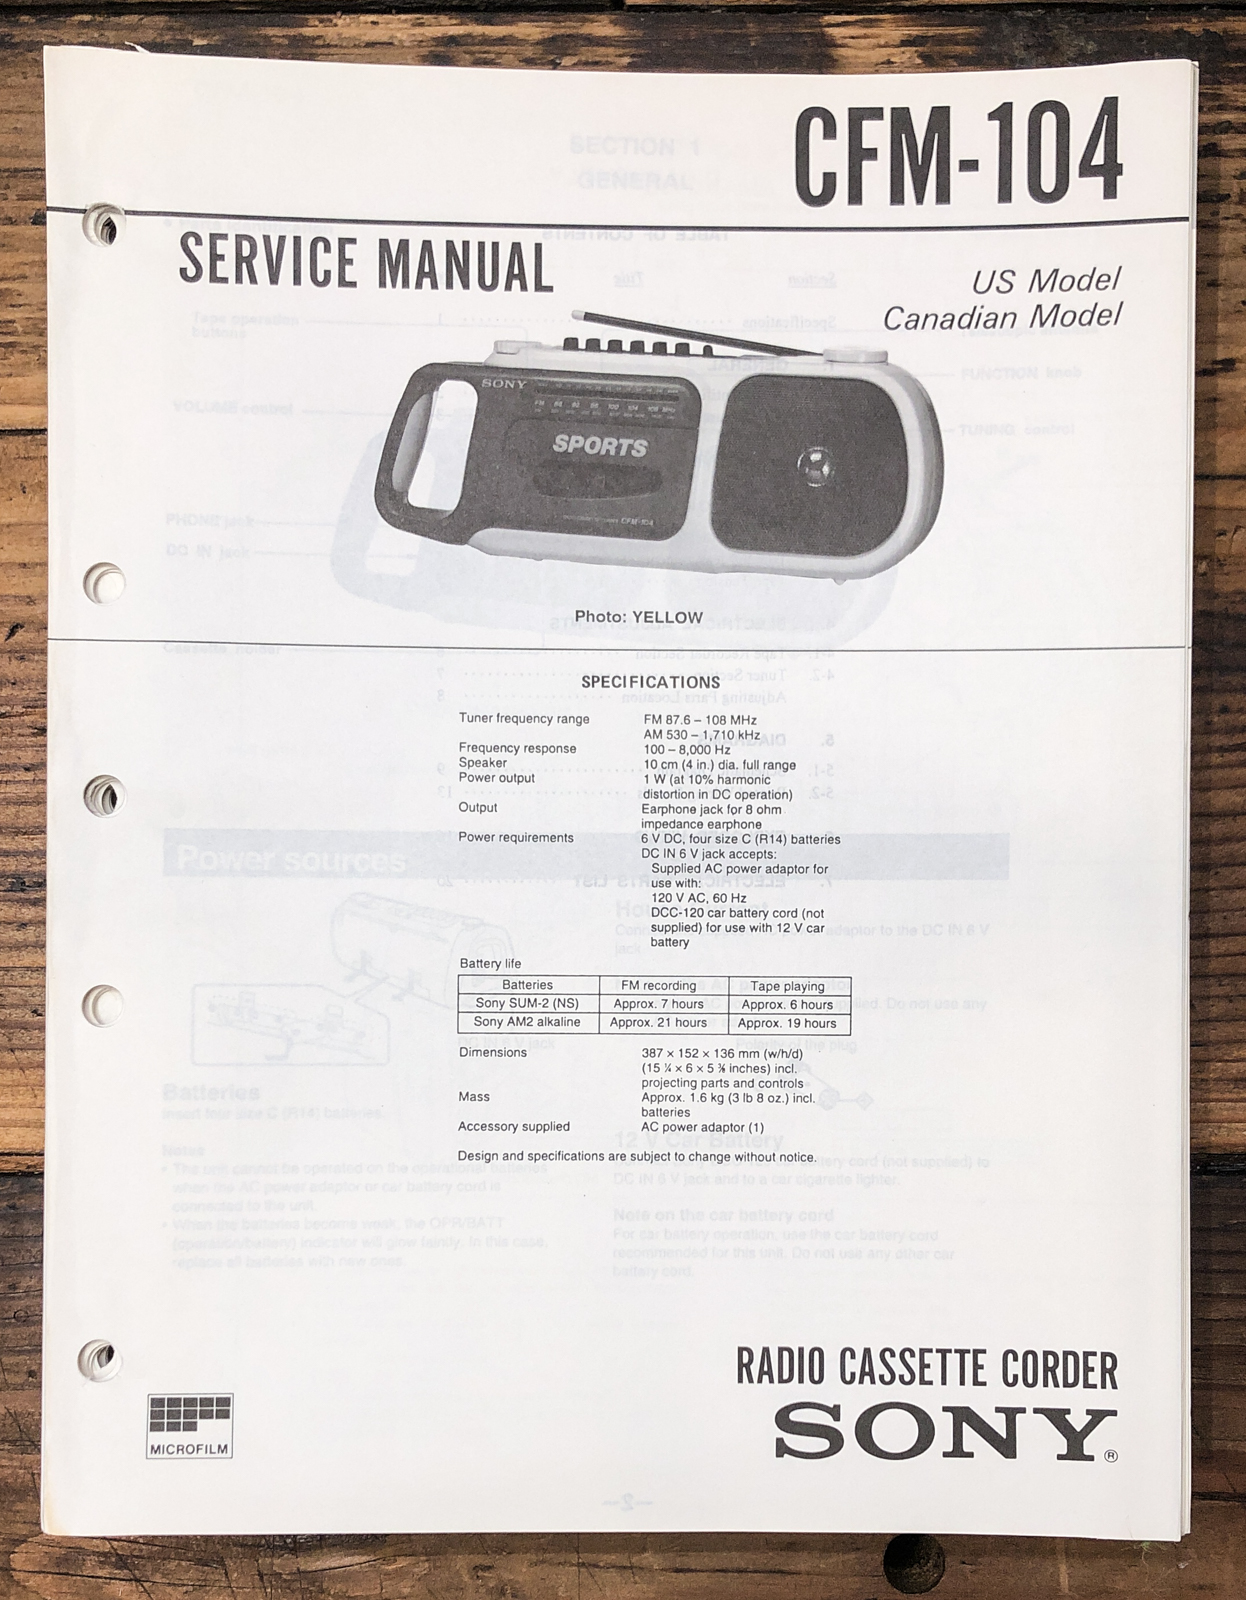 CFM-104
SERVICE MANUAL
US Model
Canadian Model
SONY
FM 88 92 96 100 104 108 MHz
SPORTS
CFM-104
Photo: YELLOW
SPECIFICATIONS
Tuner frequency range FM 87.6 – 108 MHz
AM 530 – 1,710 kHz
Frequency response 100 – 8,000 Hz
Speaker 10 cm (4 in.) dia. full range
Power output 1 W (at 10% harmonic
distortion in DC operation)
Output Earphone jack for 8 ohm
impedance earphone
Power requirements 6 V DC, four size C (R14) batteries
DC IN 6 V jack accepts:
Supplied AC power adaptor for
use with:
120 V AC, 60 Hz
DCC-120 car battery cord (not
supplied) for use with 12 V car
battery
Battery life
Batteries FM recording Tape playing
Sony SUM-2 (NS) Approx. 7 hours Approx. 6 hours
Sony AM2 alkaline Approx. 21 hours Approx. 19 hours
Dimensions 387 × 152 × 136 mm (w/h/d)
(15 ¼ × 6 × 5 ⅜ inches) incl.
projecting parts and controls
Mass Approx. 1.6 kg (3 lb 8 oz.) incl.
batteries
Accessory supplied AC power adaptor (1)
Design and specifications are subject to change without notice.
RADIO CASSETTE CORDER
SONY®
MICROFILM